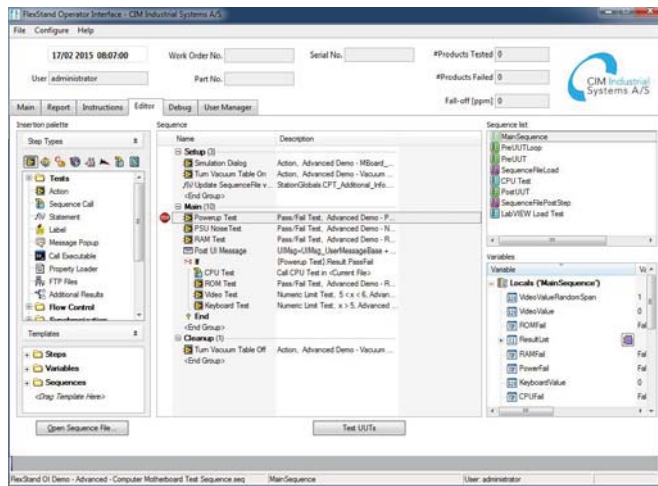 FlexStand Operator Interface - CIM Industrial Systems A/S
File Configure Help
17/02 2015 08:07:00 Work Order No. Serial No. #Products Tested 0
User administrator Part No. #Products Failed 0
CIM Industrial Systems A/S
Fall-off [ppm] 0
Main Report Instructions Editor Debug User Manager
Insertion palette
Step Types
Tests
Action
Sequence Call
Statement
Label
Message Popup
Call Executable
Property Loader
FTP Files
Additional Results
Flow Control
Synchronization
Templates
Steps
Variables
Sequences
<Drag Template Here>
Open Sequence File...
Sequence
Name Description
Setup (3)
Simulation Dialog Action, Advanced Demo - MBoard_...
Turn Vacuum Table On Action, Advanced Demo - Vacuum ...
Update SequenceFile v... StationGlobals.CPT_Additional_Info...
<End Group>
Main (10)
Powerup Test Pass/Fail Test, Advanced Demo - P...
PSU NoiseTest Pass/Fail Test, Advanced Demo - N...
RAM Test Pass/Fail Test, Advanced Demo - R...
Post UI Message UIMsg=UIMsg_UserMessageBase + ...
If {Powerup Test}.Result.PassFail
CPU Test Call CPU Test in <Current File>
ROM Test Pass/Fail Test, Advanced Demo - R...
Video Test Numeric Limit Test, 5 < x < 6, Advan...
Keyboard Test Numeric Limit Test, x > 5, Advanced ...
End
<End Group>
Cleanup (1)
Turn Vacuum Table Off Action, Advanced Demo - Vacuum ...
<End Group>
Test UUTs
Sequence list
MainSequence
PreUUTLoop
PreUUT
SequenceFileLoad
CPU Test
PostUUT
SequenceFilePostStep
LabVIEW Load Test
Variables
Variable
Locals ('MainSequence')
VideoValueRandomSpan 1
VideoValue 0
ROMFail Fal
ResultList
RAMFail Fal
PowerFail Fal
KeyboardValue 0
CPUFail Fal
FlexStand OI Demo - Advanced - Computer Motherboard Test Sequence.seq MainSequence User: administrator